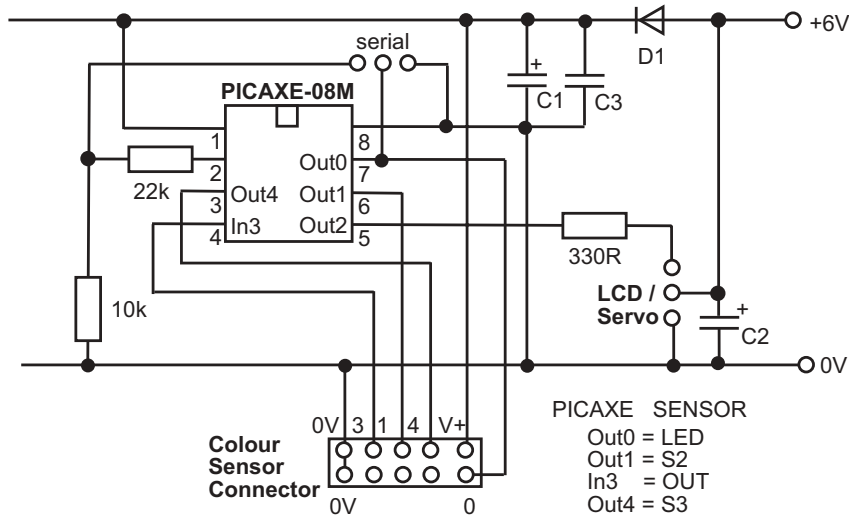 +6V
serial
D1
+
C1
C3
PICAXE-08M
1
8
2
Out0
7
22k
3
Out4
Out1
6
4
In3
Out2
5
330R
10k
LCD /
Servo
+
C2
0V
0V 3 1 4 V+
Colour
Sensor
Connector
0V
0
PICAXE SENSOR
Out0 = LED
Out1 = S2
In3 = OUT
Out4 = S3